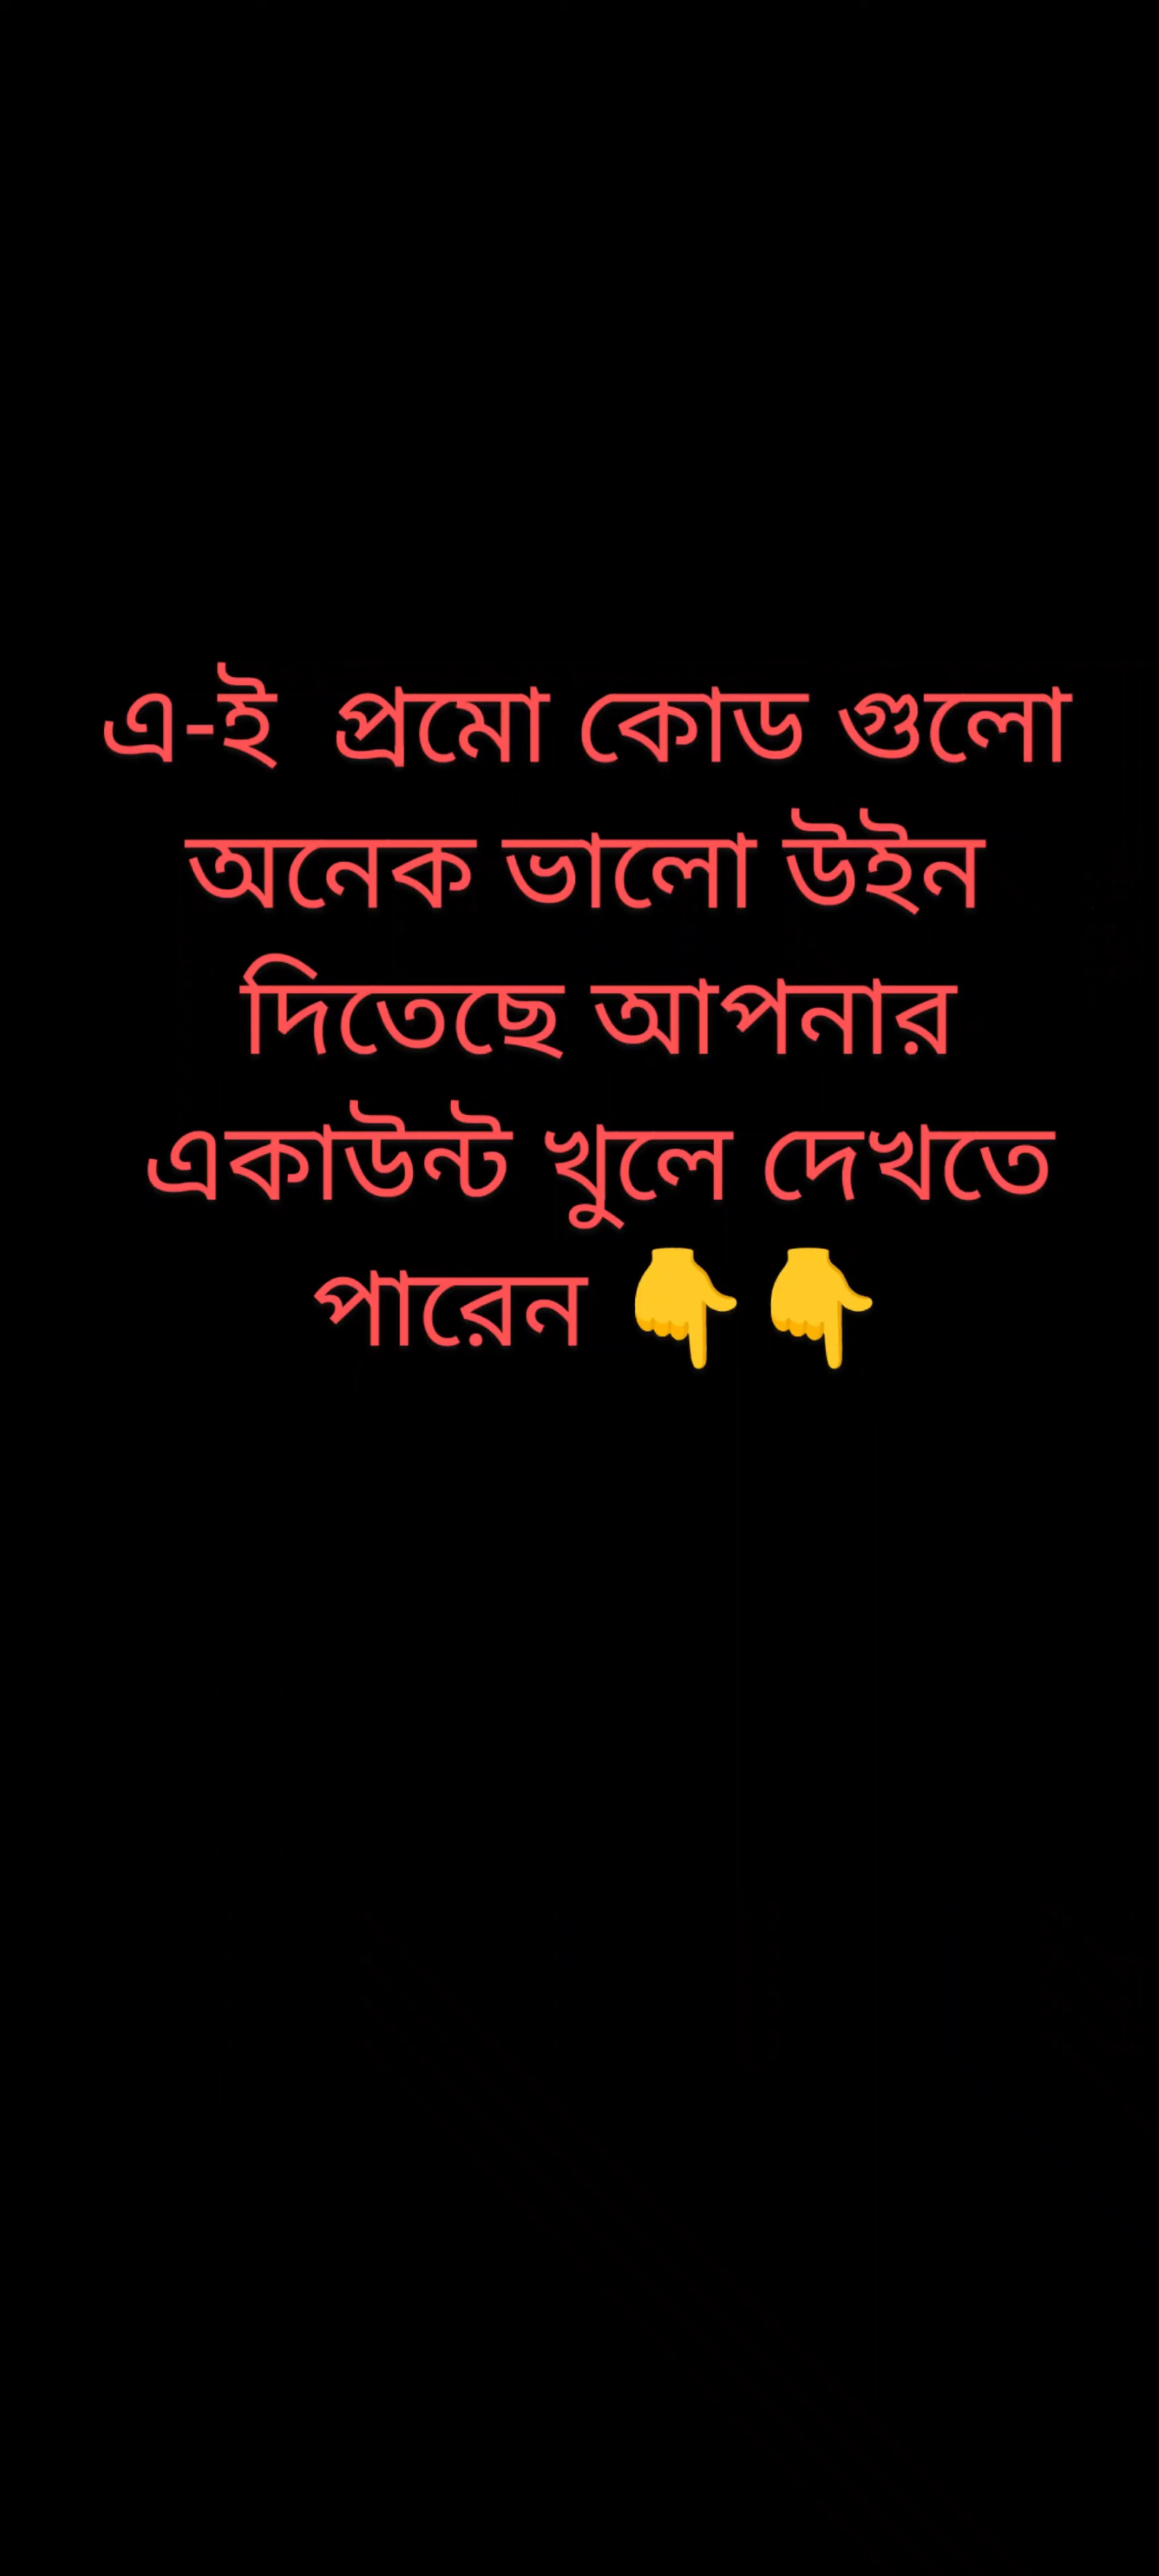 এ-ই  প্রমো কোড গুলো
অনেক ভালো উইন
দিতেছে আপনার
একাউন্ট খুলে দেখতে
পারেন 👇👇